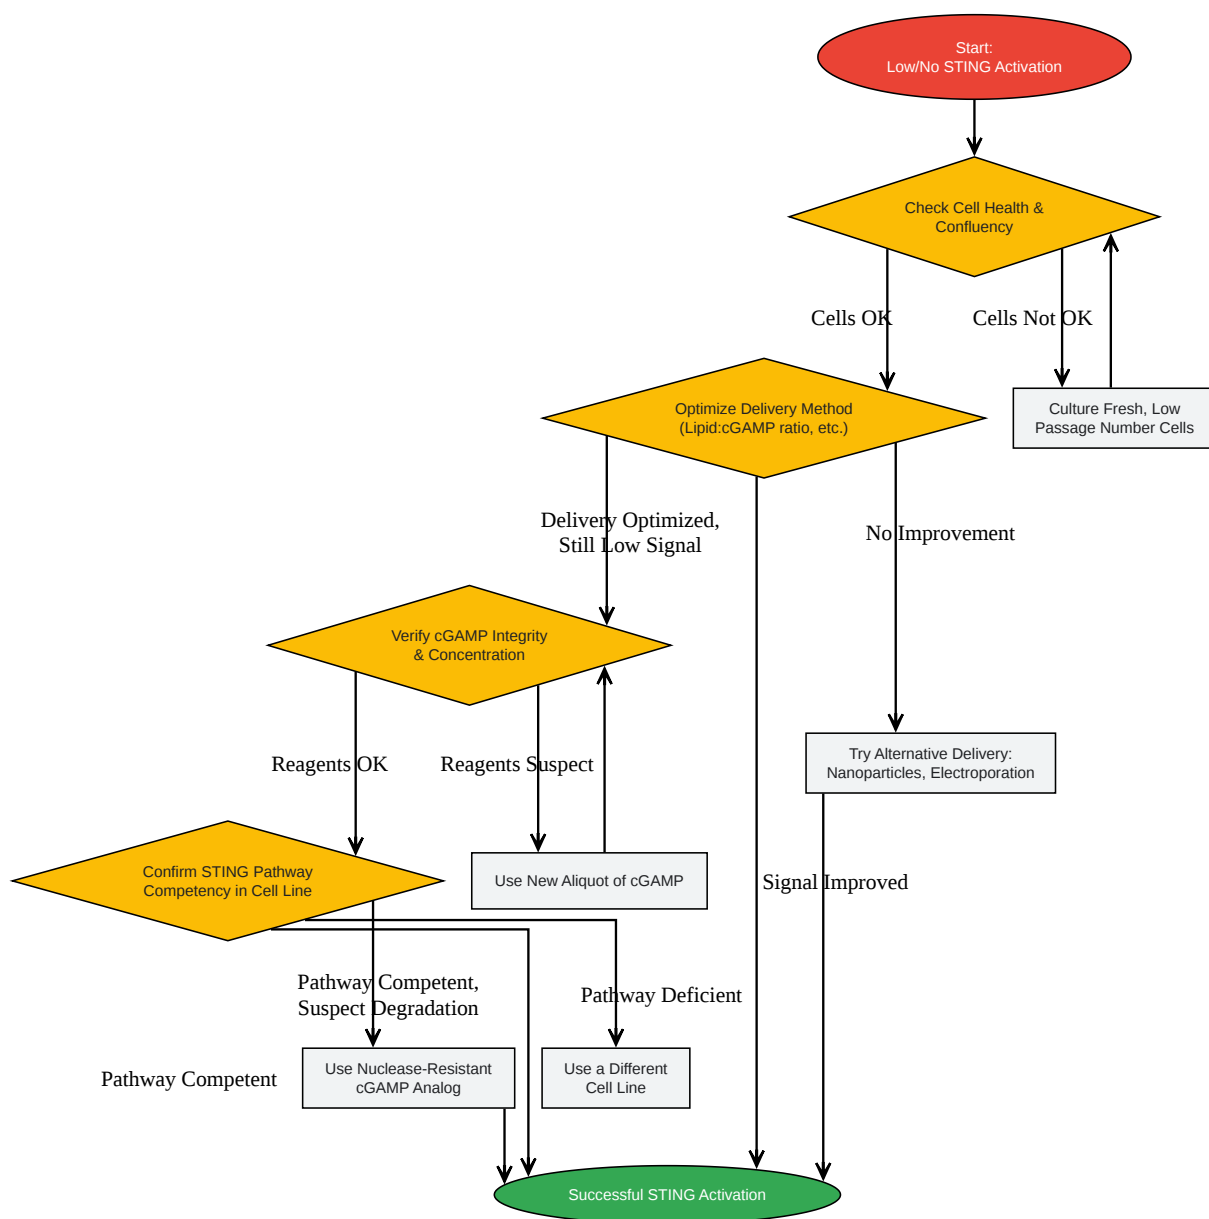 Start:
Low/No STING Activation
Check Cell Health &
Confluency
Cells OK
Cells Not OK
Optimize Delivery Method
(Lipid:cGAMP ratio, etc.)
Culture Fresh, Low
Passage Number Cells
Delivery Optimized,
Still Low Signal
No Improvement
Verify cGAMP Integrity
& Concentration
Reagents OK
Reagents Suspect
Try Alternative Delivery:
Nanoparticles, Electroporation
Confirm STING Pathway
Competency in Cell Line
Use New Aliquot of cGAMP
Signal Improved
Pathway Competent,
Suspect Degradation
Pathway Deficient
Pathway Competent
Use Nuclease-Resistant
cGAMP Analog
Use a Different
Cell Line
Successful STING Activation